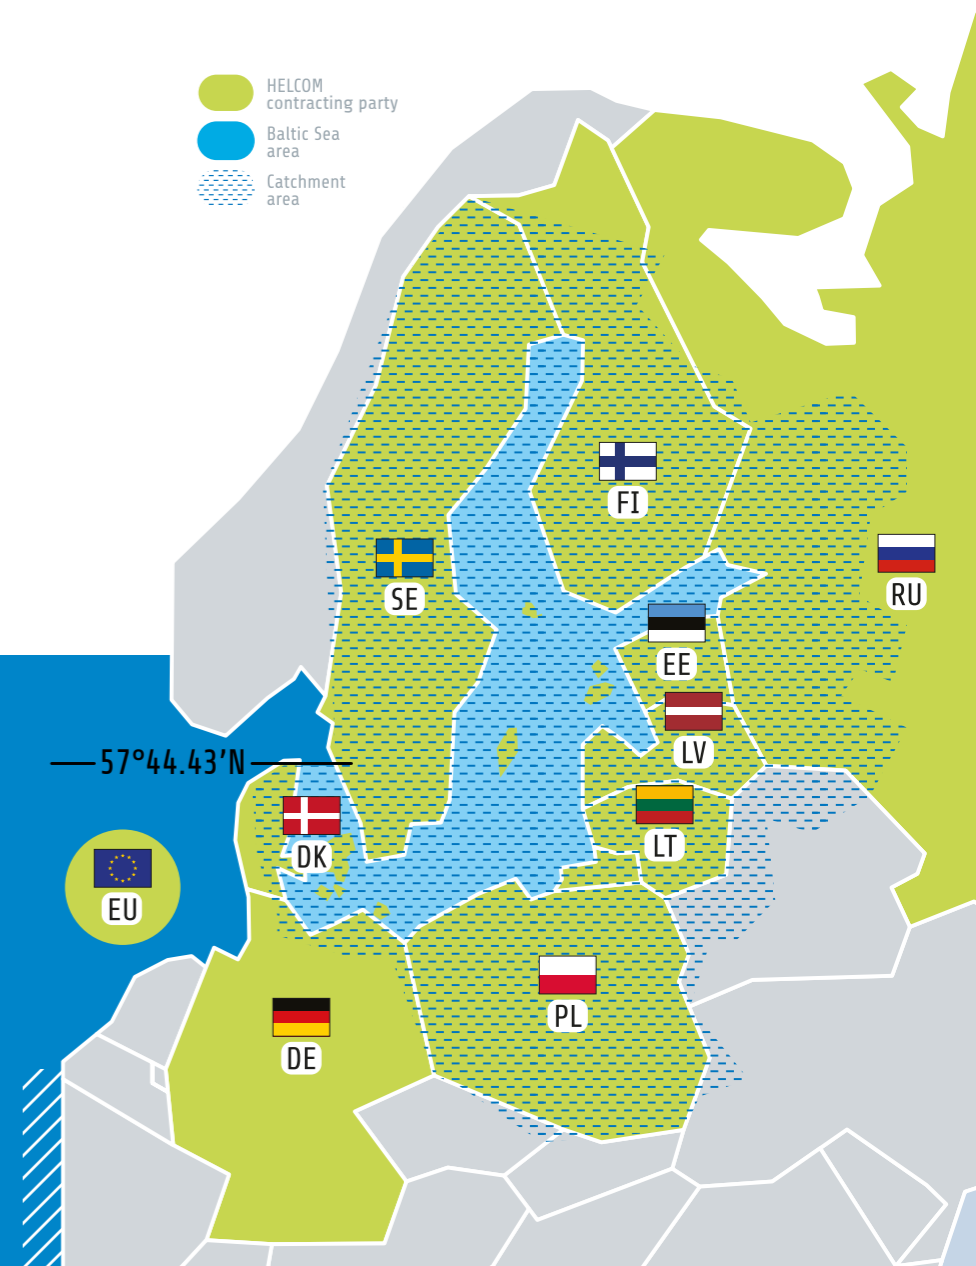 HELCOM
contracting party
Baltic Sea
area
Catchment
area
FI
RU
SE
EE
LV
57°44.43'N
LT
DK
EU
PL
DE